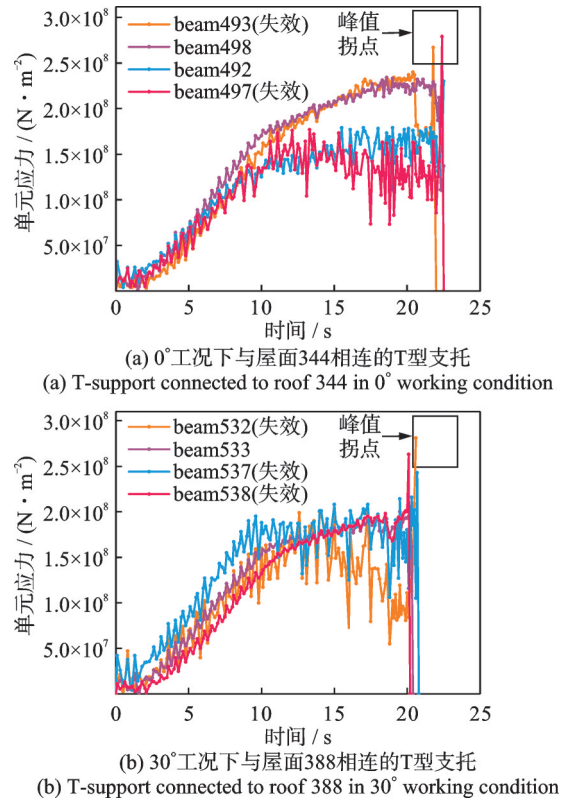 3.0×10⁸
2.5×10⁸
2.0×10⁸
1.5×10⁸
1.0×10⁸
5.0×10⁷
单元应力 / (N·m⁻²)
beam493(失效)
beam498
beam492
beam497(失效)
峰值
拐点
0 5 10 15 20 25
时间 / s
(a) 0°工况下与屋面344相连的T型支托
(a) T-support connected to roof 344 in 0° working condition
3.0×10⁸
2.5×10⁸
2.0×10⁸
1.5×10⁸
1.0×10⁸
5.0×10⁷
单元应力 / (N·m⁻²)
beam532(失效)
beam533
beam537(失效)
beam538(失效)
峰值
拐点
0 5 10 15 20 25
时间 / s
(b) 30°工况下与屋面388相连的T型支托
(b) T-support connected to roof 388 in 30° working condition